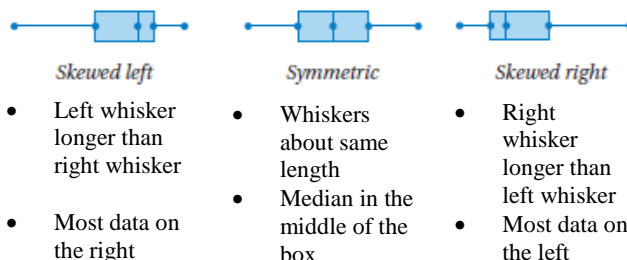 Skewed left
• Left whisker
longer than
right whisker
• Most data on
the right
Symmetric
• Whiskers
about same
length
• Median in the
middle of the
box
Skewed right
• Right
whisker
longer than
left whisker
• Most data on
the left